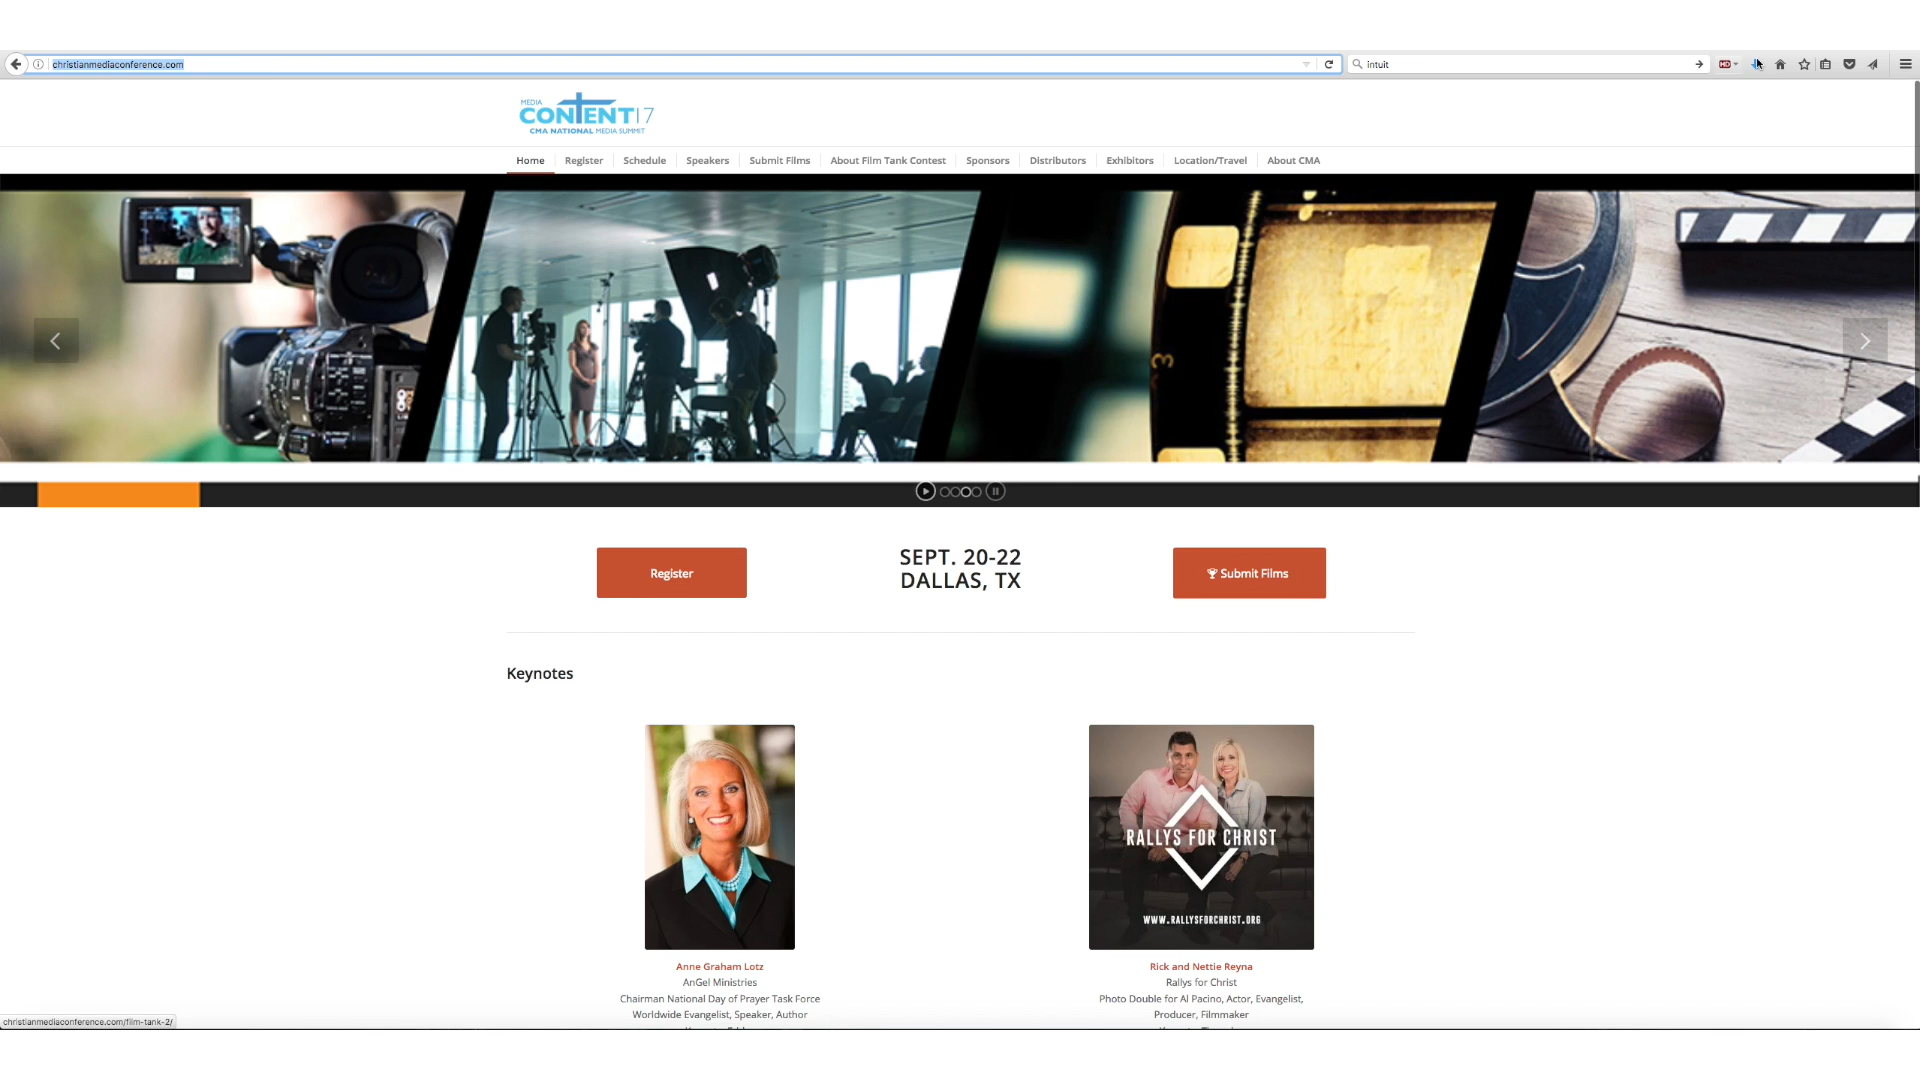 christianmediaconference.com
intuit
HD
MEDIA
CONTENT17
CMA NATIONAL MEDIA SUMMIT
Home Register Schedule Speakers Submit Films About Film Tank Contest Sponsors Distributors Exhibitors Location/Travel About CMA
3
Register
SEPT. 20-22
DALLAS, TX
Submit Films
Keynotes
RALLYS FOR CHRIST
WWW.RALLYSFORCHRIST.ORG
Anne Graham Lotz
AnGel Ministries
Chairman National Day of Prayer Task Force
Worldwide Evangelist, Speaker, Author
Rick and Nettie Reyna
Rallys for Christ
Photo Double for Al Pacino, Actor, Evangelist,
Producer, Filmmaker
christianmediaconference.com/film-tank-2/